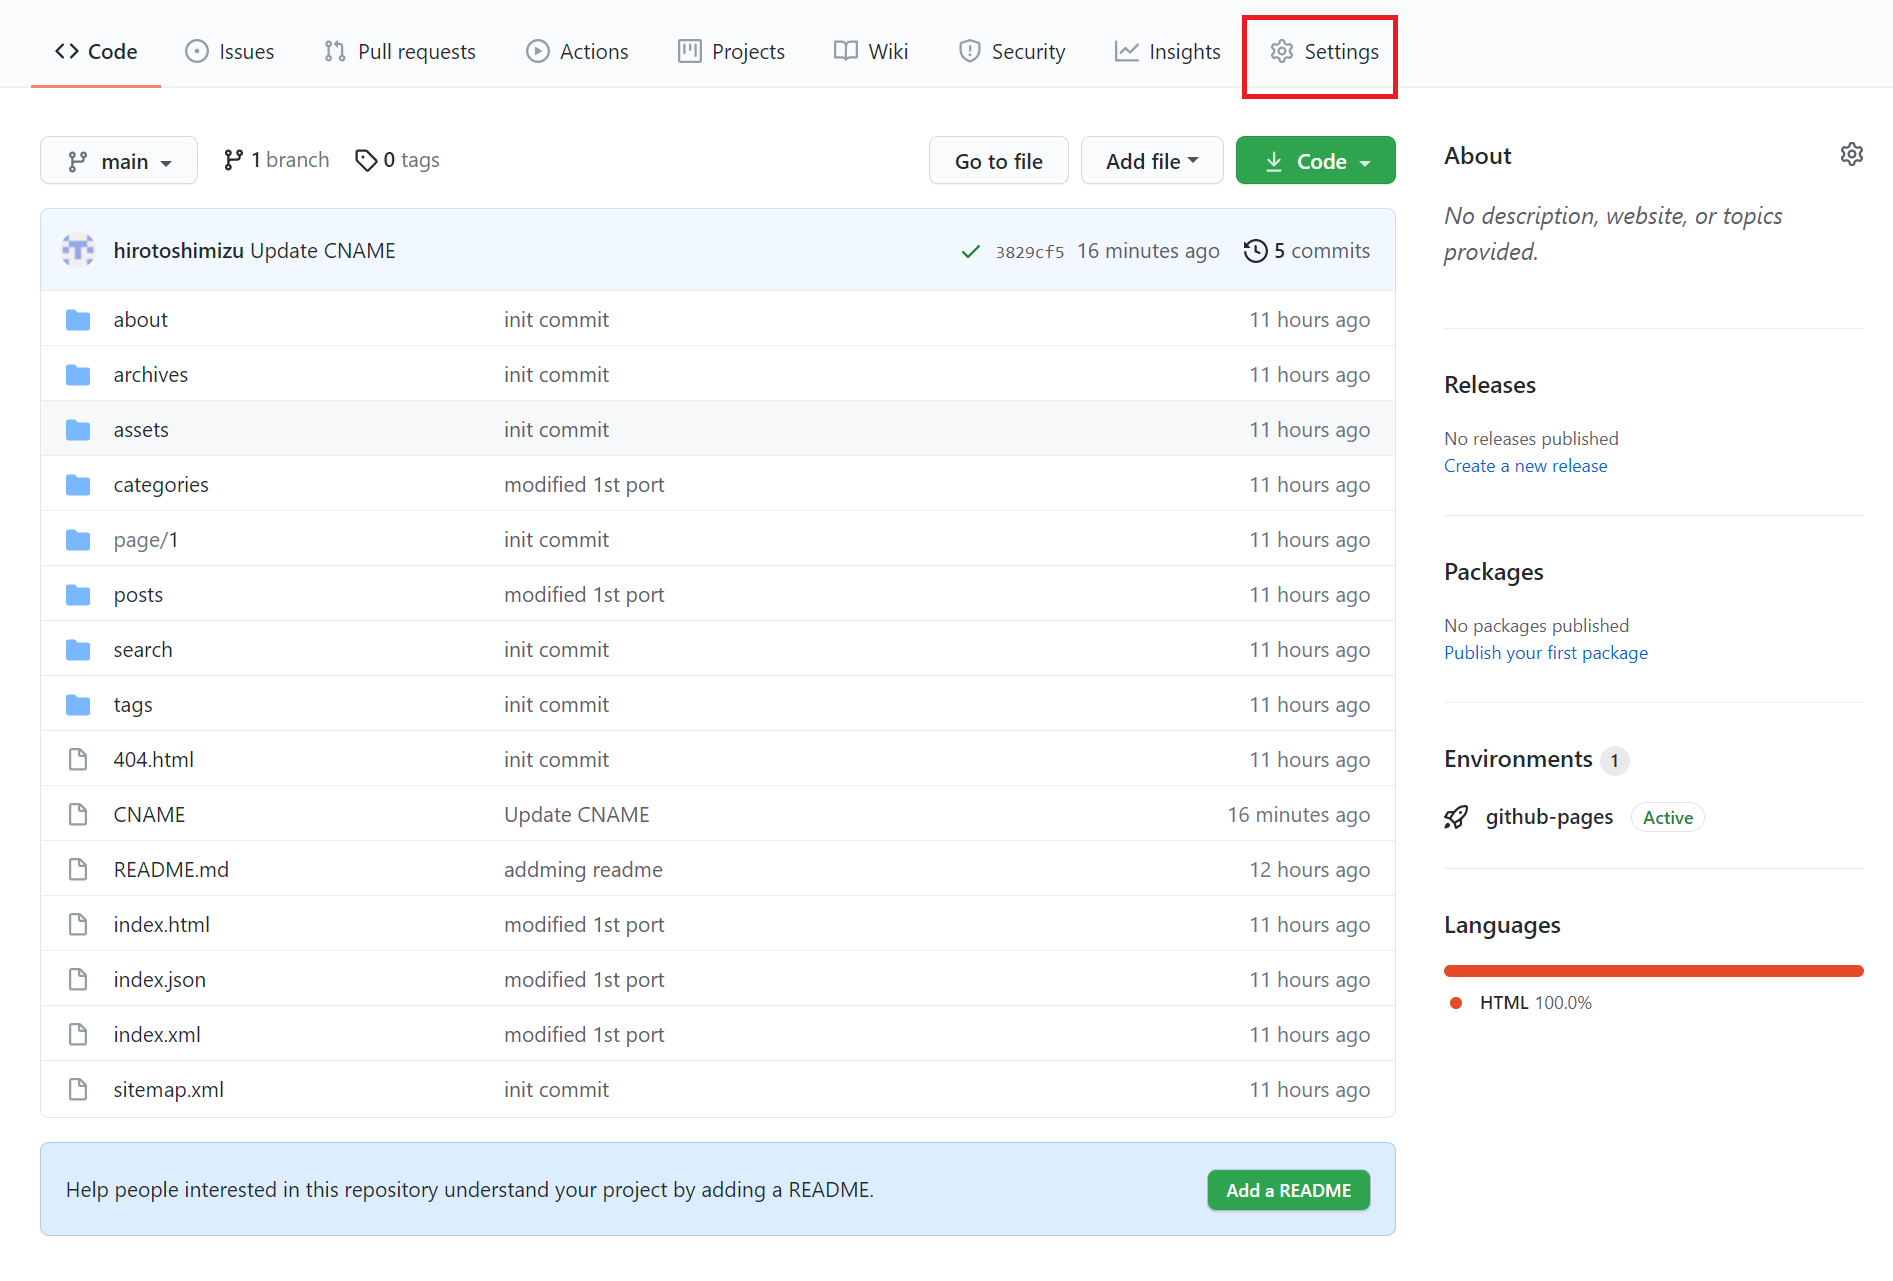 Code Issues Pull requests Actions Projects Wiki Security Insights Settings
main 1 branch 0 tags Go to file Add file Code
hirotoshimizu Update CNAME 3829cf5 16 minutes ago 5 commits
about init commit 11 hours ago
archives init commit 11 hours ago
assets init commit 11 hours ago
categories modified 1st port 11 hours ago
page/1 init commit 11 hours ago
posts modified 1st port 11 hours ago
search init commit 11 hours ago
tags init commit 11 hours ago
404.html init commit 11 hours ago
CNAME Update CNAME 16 minutes ago
README.md addming readme 12 hours ago
index.html modified 1st port 11 hours ago
index.json modified 1st port 11 hours ago
index.xml modified 1st port 11 hours ago
sitemap.xml init commit 11 hours ago
Help people interested in this repository understand your project by adding a README. Add a README
About
No description, website, or topics
provided.
Releases
No releases published
Create a new release
Packages
No packages published
Publish your first package
Environments 1
github-pages Active
Languages
HTML 100.0%